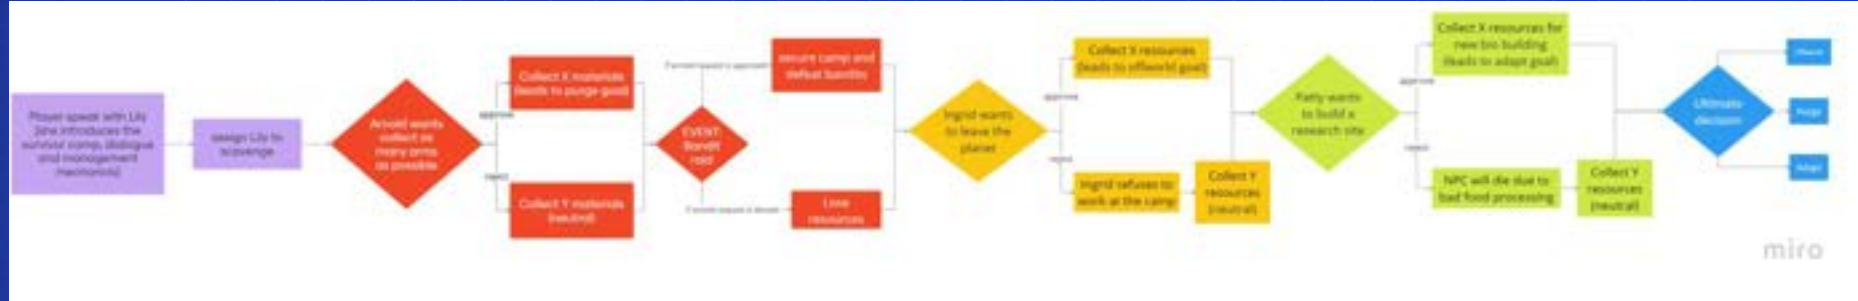 Player speak with Lily
(she introduces the
survivor camp, dialogue
and management
mechanics)
assign Lily to
scavenge
Arnold wants
collect as
many arms
as possible
approve
reject
Collect X materials
(leads to purge goal)
Collect Y materials
(neutral)
EVENT:
Bandit
raid
secure camp and
defeat bandits
Lose
resources
Ingrid wants
to leave the
planet
approve
reject
Collect X resources
(leads to offworld goal)
Ingrid refuses to
work at the camp
Collect Y
resources
(neutral)
Patty wants
to build a
research site
approve
reject
Collect X resources for
new bio building
(leads to adapt goal)
NPC will die due to
bad food processing
Collect Y
resources
(neutral)
Ultimate
decision
Purge
Adapt
miro